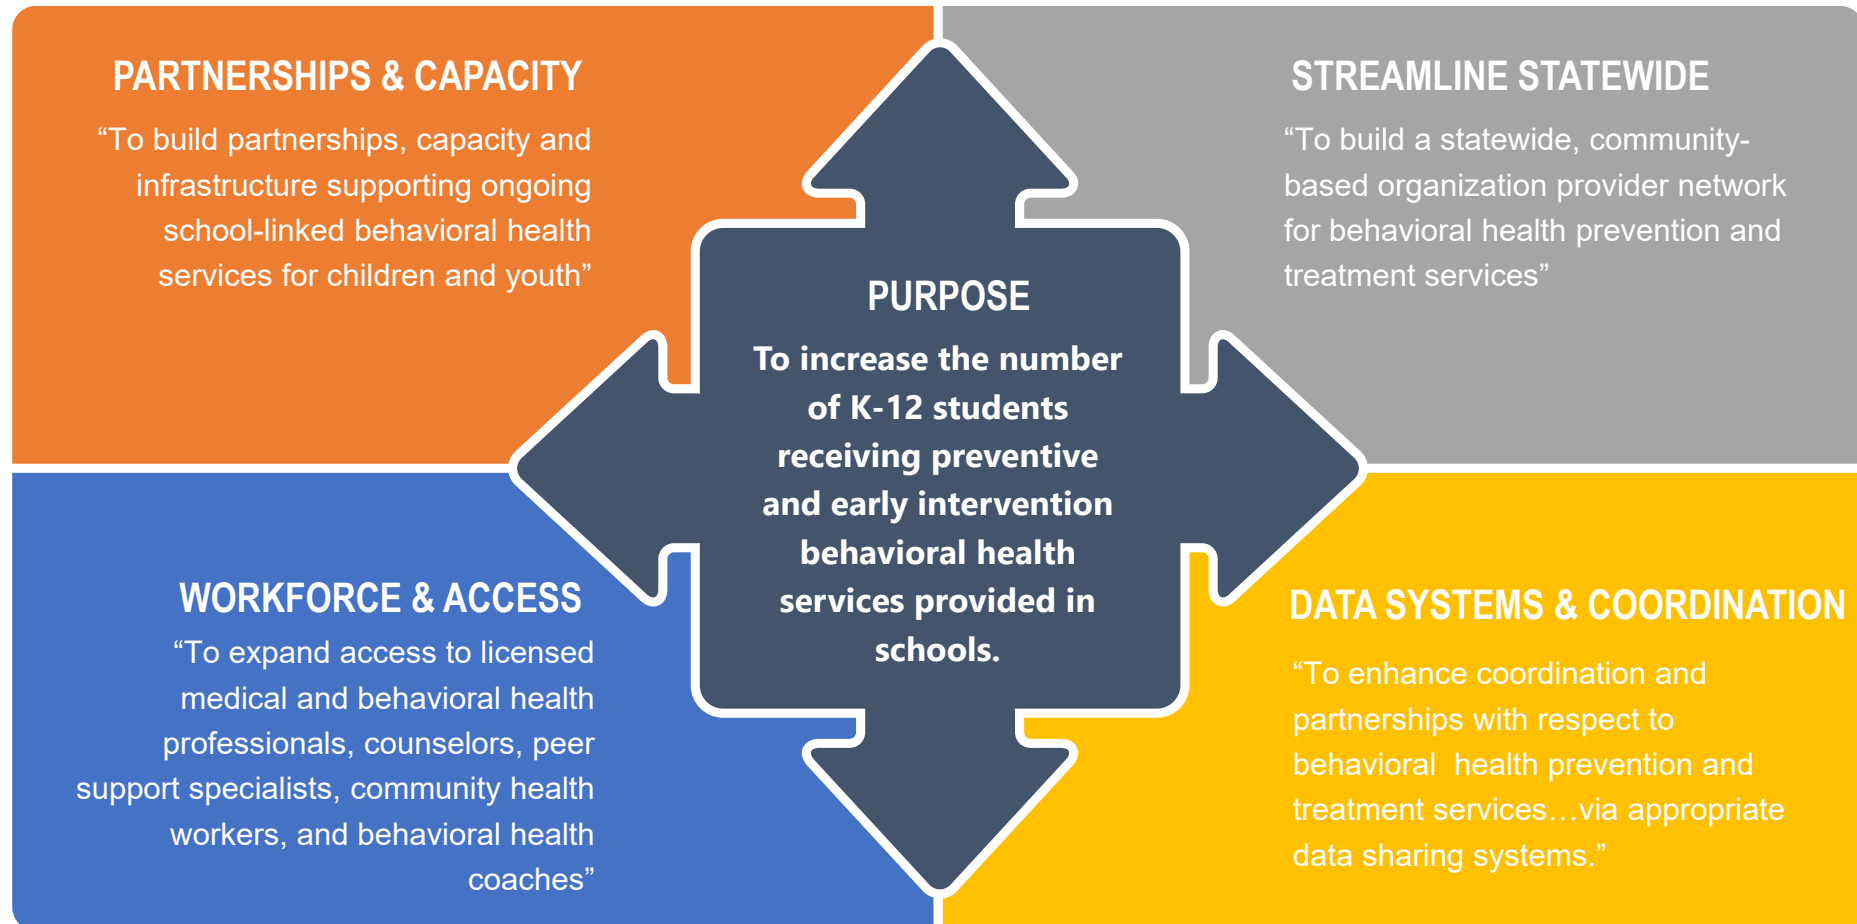 PARTNERSHIPS & CAPACITY
“To build partnerships, capacity and
infrastructure supporting ongoing
school-linked behavioral health
services for children and youth”
STREAMLINE STATEWIDE
“To build a statewide, community-
based organization provider network
for behavioral health prevention and
treatment services”
PURPOSE
To increase the number
of K-12 students
receiving preventive
and early intervention
behavioral health
services provided in
schools.
WORKFORCE & ACCESS
“To expand access to licensed
medical and behavioral health
professionals, counselors, peer
support specialists, community health
workers, and behavioral health
coaches”
DATA SYSTEMS & COORDINATION
“To enhance coordination and
partnerships with respect to
behavioral  health prevention and
treatment services…via appropriate
data sharing systems.”